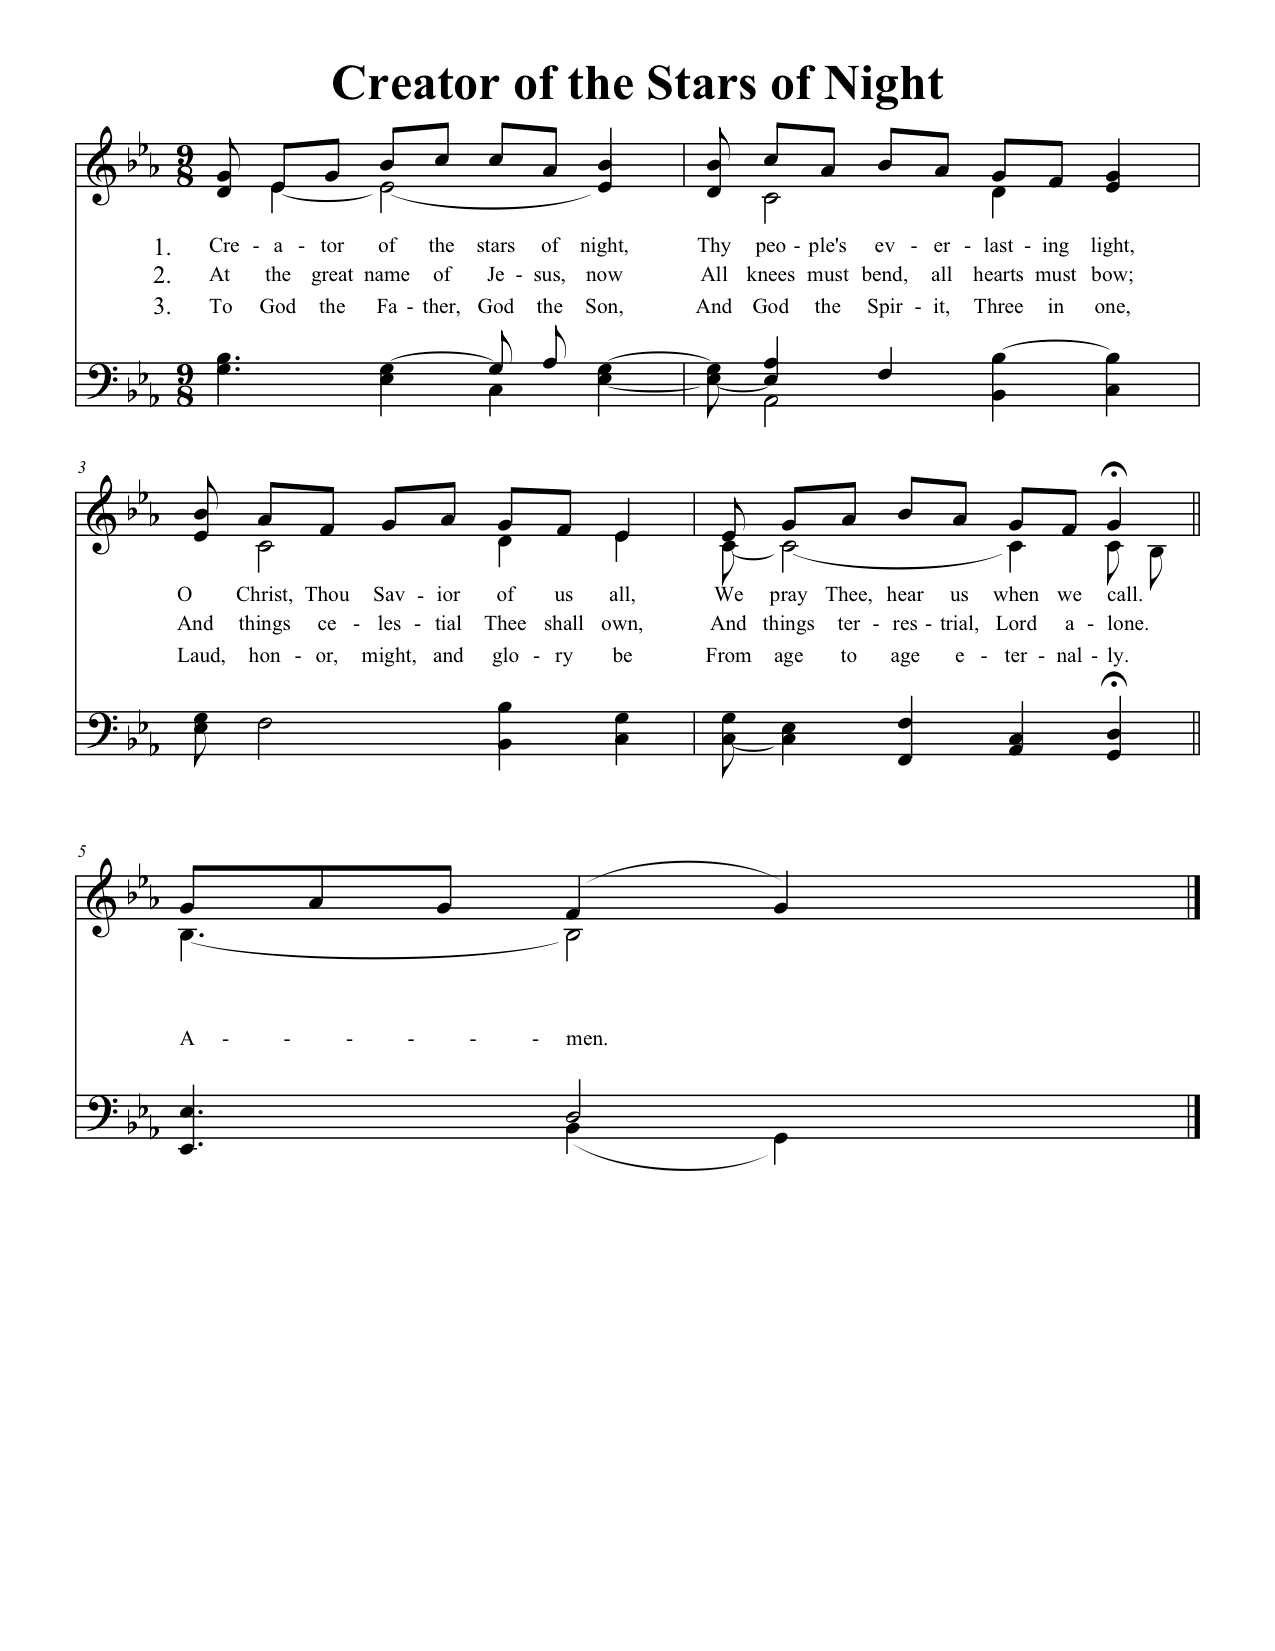 Creator of the Stars of Night
9
8
1. Cre - a - tor of the stars of night, Thy peo - ple's ev - er - last - ing light,
2. At the great name of Je - sus, now All knees must bend, all hearts must bow;
3. To God the Fa - ther, God the Son, And God the Spir - it, Three in one,
9
8
3
O Christ, Thou Sav - ior of us all, We pray Thee, hear us when we call.
And things ce - les - tial Thee shall own, And things ter - res - trial, Lord a - lone.
Laud, hon - or, might, and glo - ry be From age to age e - ter - nal - ly.
5
A - - - - - - men.